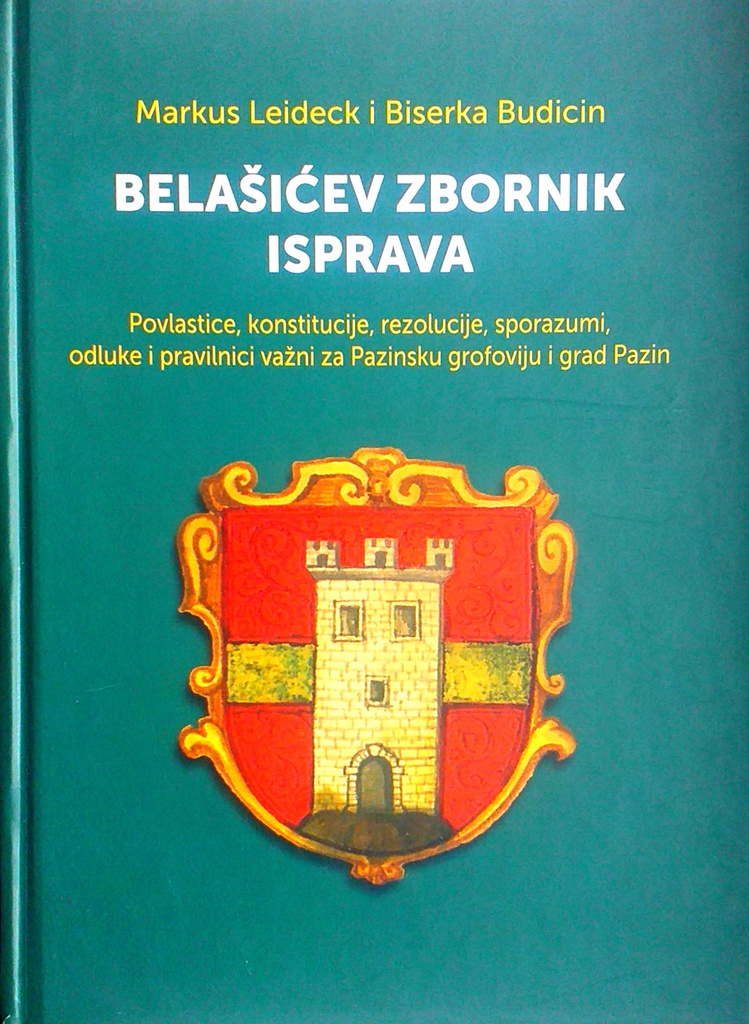 Markus Leideck i Biserka Budicin
BELAŠIĆEV ZBORNIK
ISPRAVA
Povlastice, konstitucije, rezolucije, sporazumi,
odluke i pravilnici važni za Pazinsku grofoviju i grad Pazin